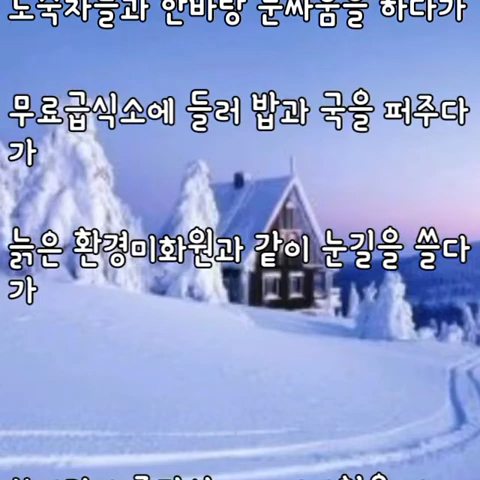 노숙자들과 한바탕 눈싸움을 하다가
무료급식소에 들러 밥과 국을 퍼주다
가
늙은 환경미화원과 같이 눈길을 쓸다
가